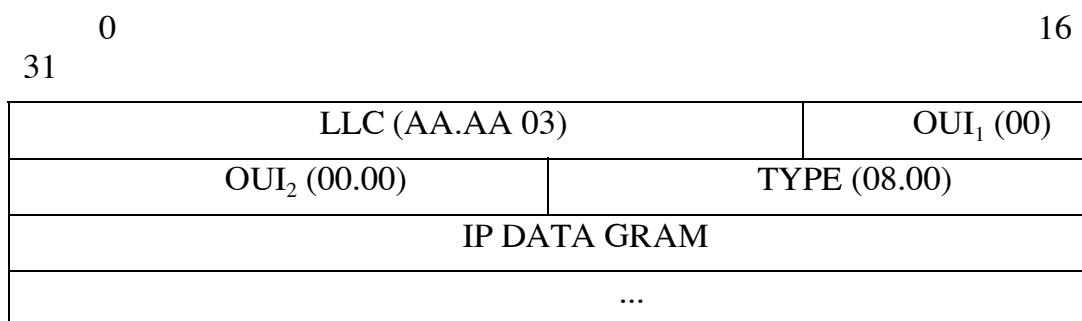 0 16
31
LLC (AA.AA 03) OUI₁ (00)
OUI₂ (00.00) TYPE (08.00)
IP DATA GRAM
...